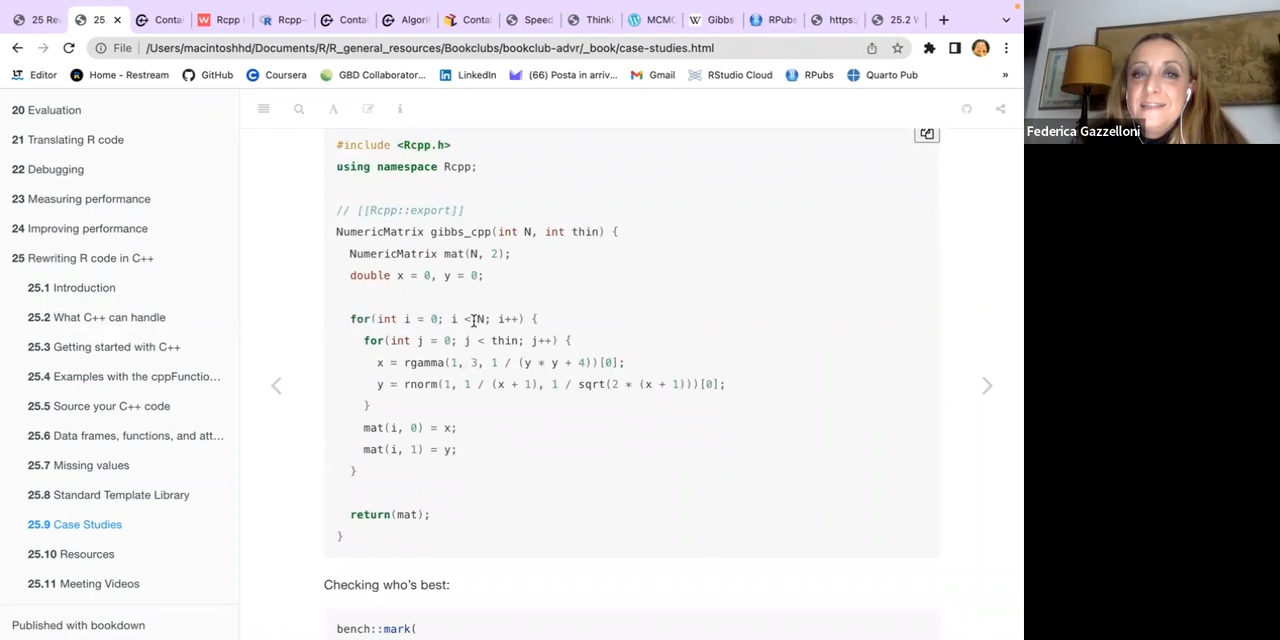 25 Re
25.
Contai
Rcpp i
Rcpp-
Conta
Algori
Contai
Speed
Thinki
MCMC
Gibbs
RPubs
https:
25.2 W
File
/Users/macintoshhd/Documents/R/R_general_resources/Bookclubs/bookclub-advr/_book/case-studies.html
Editor
Home - Restream
GitHub
Coursera
GBD Collaborator...
LinkedIn
(66) Posta in arriv...
Gmail
RStudio Cloud
RPubs
Quarto Pub
»
20 Evaluation
21 Translating R code
22 Debugging
23 Measuring performance
24 Improving performance
25 Rewriting R code in C++
25.1 Introduction
25.2 What C++ can handle
25.3 Getting started with C++
25.4 Examples with the cppFunctio...
25.5 Source your C++ code
25.6 Data frames, functions, and att...
25.7 Missing values
25.8 Standard Template Library
25.9 Case Studies
25.10 Resources
25.11 Meeting Videos
Published with bookdown
#include <Rcpp.h>
using namespace Rcpp;
// [[Rcpp::export]]
NumericMatrix gibbs_cpp(int N, int thin) {
NumericMatrix mat(N, 2);
double x = 0, y = 0;
for(int i = 0; i < N; i++) {
for(int j = 0; j < thin; j++) {
x = rgamma(1, 3, 1 / (y * y + 4))[0];
y = rnorm(1, 1 / (x + 1), 1 / sqrt(2 * (x + 1)))[0];
}
mat(i, 0) = x;
mat(i, 1) = y;
}
return(mat);
}
Checking who's best:
bench::mark(
Federica Gazzelloni